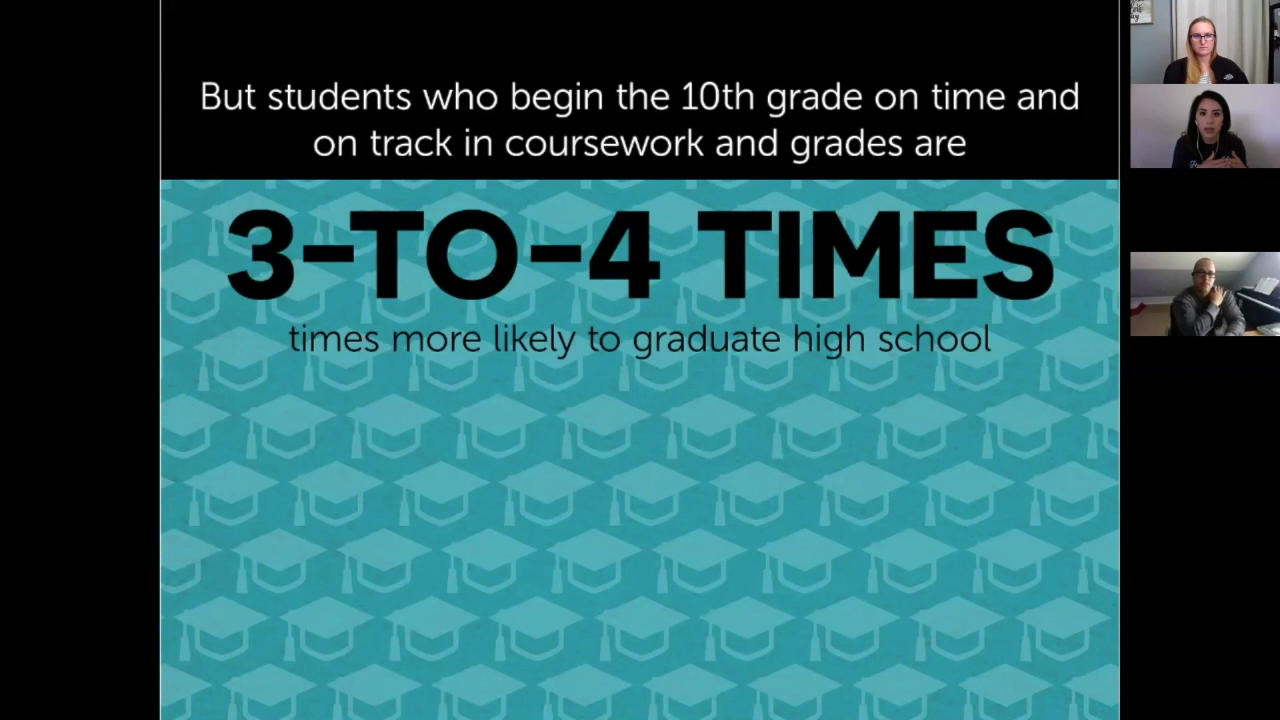 But students who begin the 10th grade on time and
on track in coursework and grades are
3-TO-4 TIMES
times more likely to graduate high school